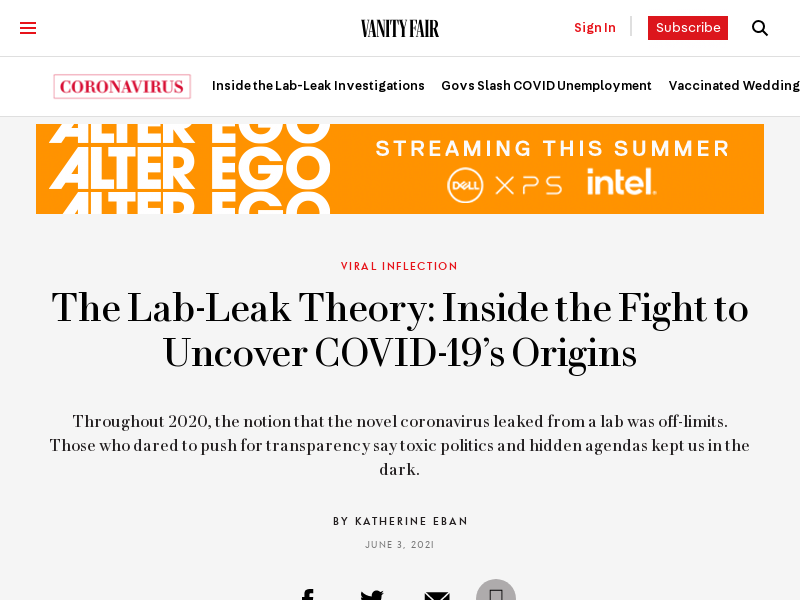 VANITY FAIR
Sign In
Subscribe
CORONAVIRUS
Inside the Lab-Leak Investigations
Govs Slash COVID Unemployment
Vaccinated Wedding
ALTER EGO
ALTER EGO
ALTER EGO
STREAMING THIS SUMMER
DELL XPS intel.
VIRAL INFLECTION
The Lab-Leak Theory: Inside the Fight to
Uncover COVID-19’s Origins
Throughout 2020, the notion that the novel coronavirus leaked from a lab was off-limits.
Those who dared to push for transparency say toxic politics and hidden agendas kept us in the
dark.
BY KATHERINE EBAN
JUNE 3, 2021